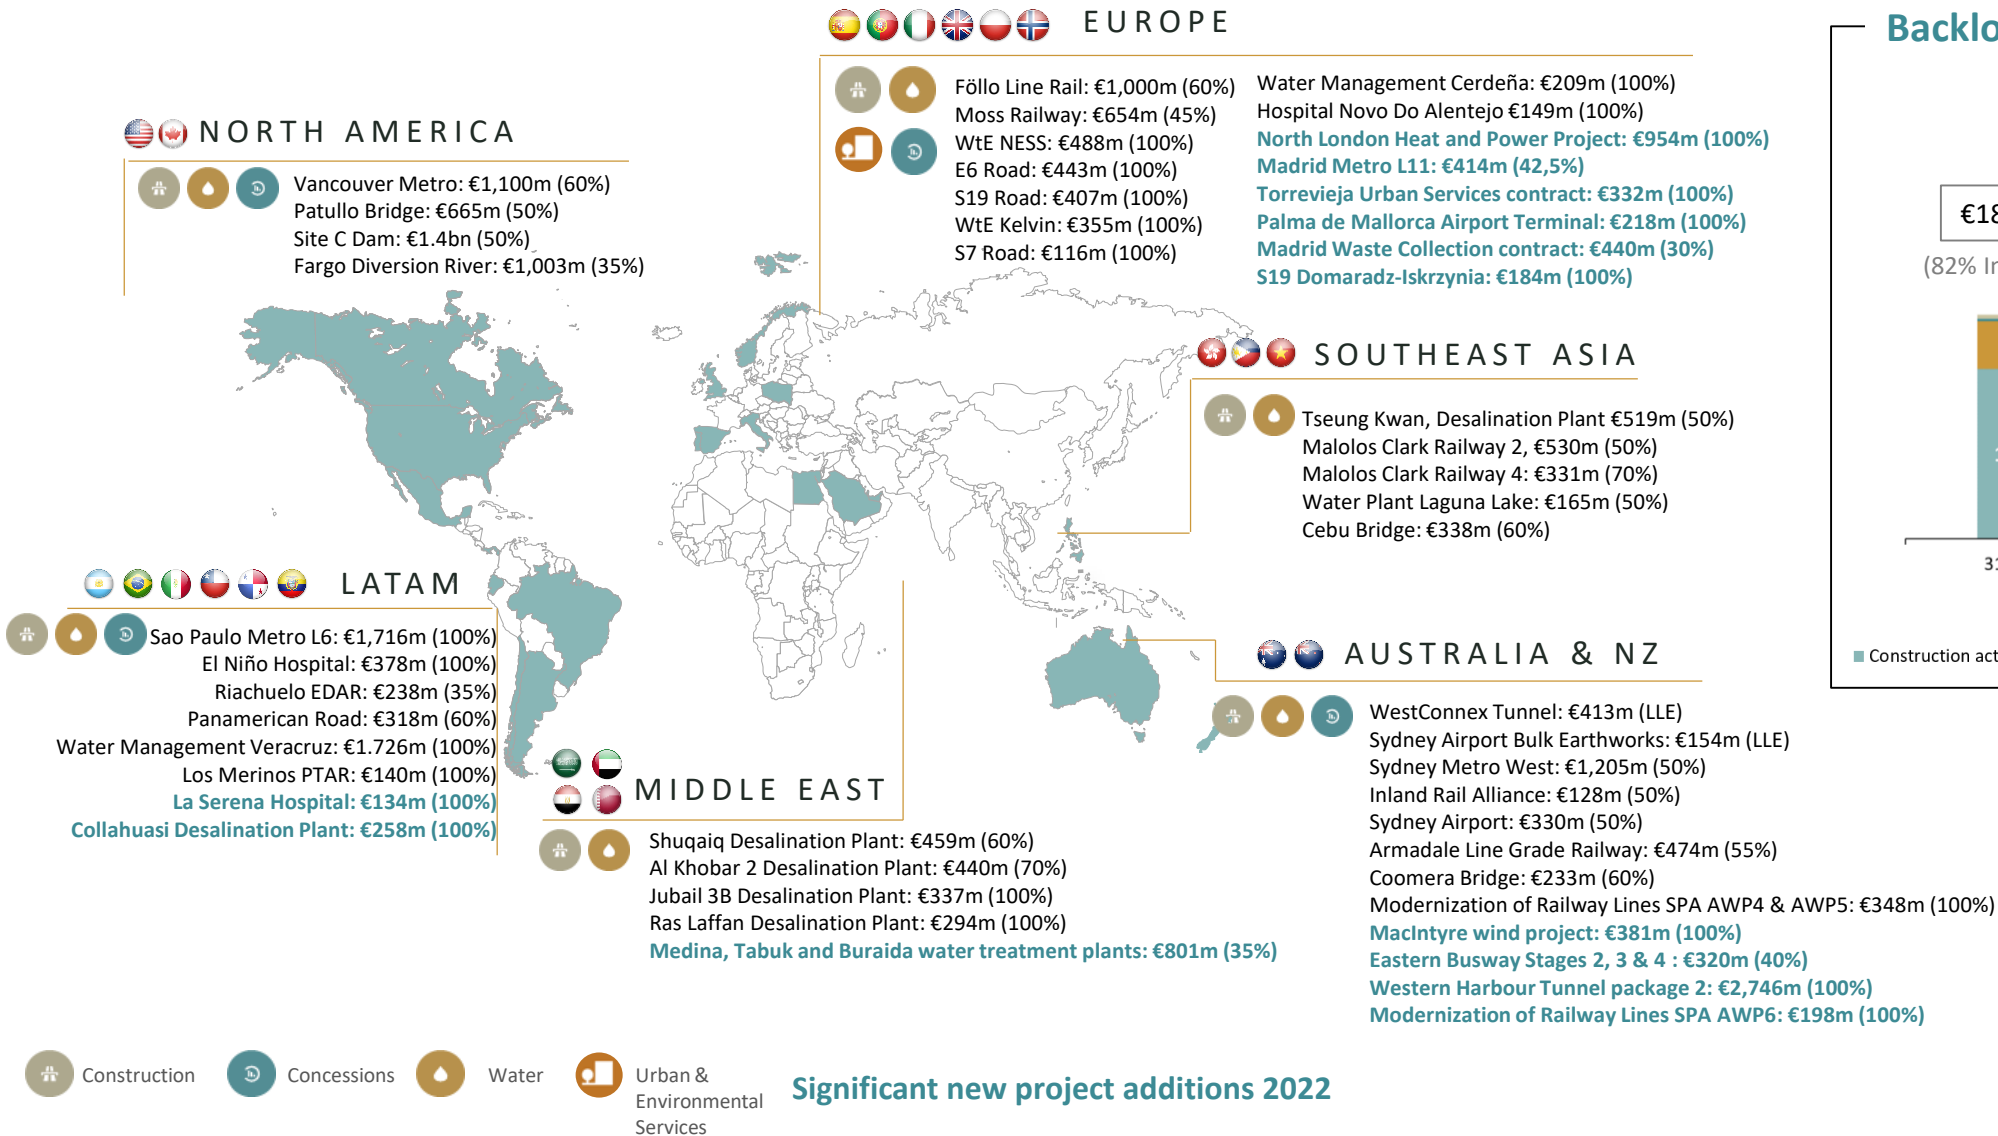 EUROPE
Föllo Line Rail: €1,000m (60%)
Moss Railway: €654m (45%)
WtE NESS: €488m (100%)
E6 Road: €443m (100%)
S19 Road: €407m (100%)
WtE Kelvin: €355m (100%)
S7 Road: €116m (100%)
Water Management Cerdeña: €209m (100%)
Hospital Novo Do Alentejo €149m (100%)
North London Heat and Power Project: €954m (100%)
Madrid Metro L11: €414m (42,5%)
Torrevieja Urban Services contract: €332m (100%)
Palma de Mallorca Airport Terminal: €218m (100%)
Madrid Waste Collection contract: €440m (30%)
S19 Domaradz-Iskrzynia: €184m (100%)
NORTH AMERICA
Vancouver Metro: €1,100m (60%)
Patullo Bridge: €665m (50%)
Site C Dam: €1.4bn (50%)
Fargo Diversion River: €1,003m (35%)
SOUTHEAST ASIA
Tseung Kwan, Desalination Plant €519m (50%)
Malolos Clark Railway 2, €530m (50%)
Malolos Clark Railway 4: €331m (70%)
Water Plant Laguna Lake: €165m (50%)
Cebu Bridge: €338m (60%)
LATAM
Sao Paulo Metro L6: €1,716m (100%)
El Niño Hospital: €378m (100%)
Riachuelo EDAR: €238m (35%)
Panamerican Road: €318m (60%)
Water Management Veracruz: €1.726m (100%)
Los Merinos PTAR: €140m (100%)
La Serena Hospital: €134m (100%)
Collahuasi Desalination Plant: €258m (100%)
MIDDLE EAST
Shuqaiq Desalination Plant: €459m (60%)
Al Khobar 2 Desalination Plant: €440m (70%)
Jubail 3B Desalination Plant: €337m (100%)
Ras Laffan Desalination Plant: €294m (100%)
Medina, Tabuk and Buraida water treatment plants: €801m (35%)
AUSTRALIA & NZ
WestConnex Tunnel: €413m (LLE)
Sydney Airport Bulk Earthworks: €154m (LLE)
Sydney Metro West: €1,205m (50%)
Inland Rail Alliance: €128m (50%)
Sydney Airport: €330m (50%)
Armadale Line Grade Railway: €474m (55%)
Coomera Bridge: €233m (60%)
Modernization of Railway Lines SPA AWP4 & AWP5: €348m (100%)
MacIntyre wind project: €381m (100%)
Eastern Busway Stages 2, 3 & 4 : €320m (40%)
Western Harbour Tunnel package 2: €2,746m (100%)
Modernization of Railway Lines SPA AWP6: €198m (100%)
Backlo
€18
(82% In
31
Construction act
Construction
Concessions
Water
Urban &
Environmental
Services
Significant new project additions 2022